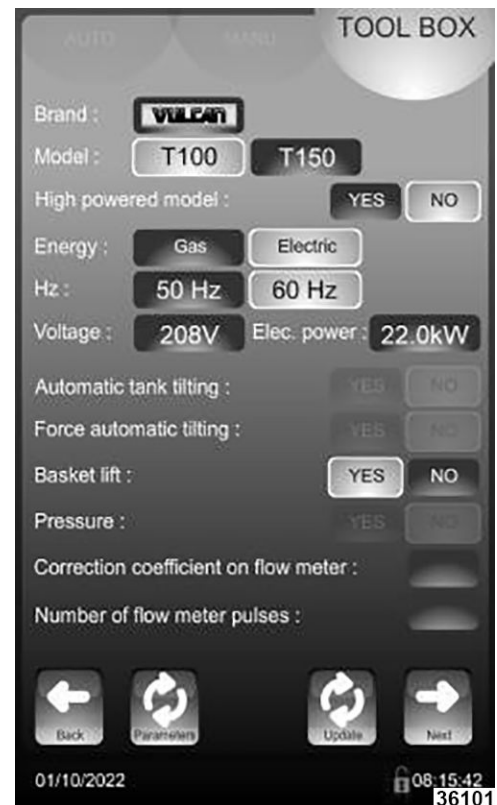 AUTO MANU TOOL BOX
Brand : VULCAN
Model : T100 T150
High powered model : YES NO
Energy : Gas Electric
Hz : 50 Hz 60 Hz
Voltage : 208V Elec. power : 22.0kW
Automatic tank tilting : YES NO
Force automatic tilting : YES NO
Basket lift : YES NO
Pressure : YES NO
Correction coefficient on flow meter :
Number of flow meter pulses :
Back Parameters Update Next
01/10/2022 08:15:42
36101